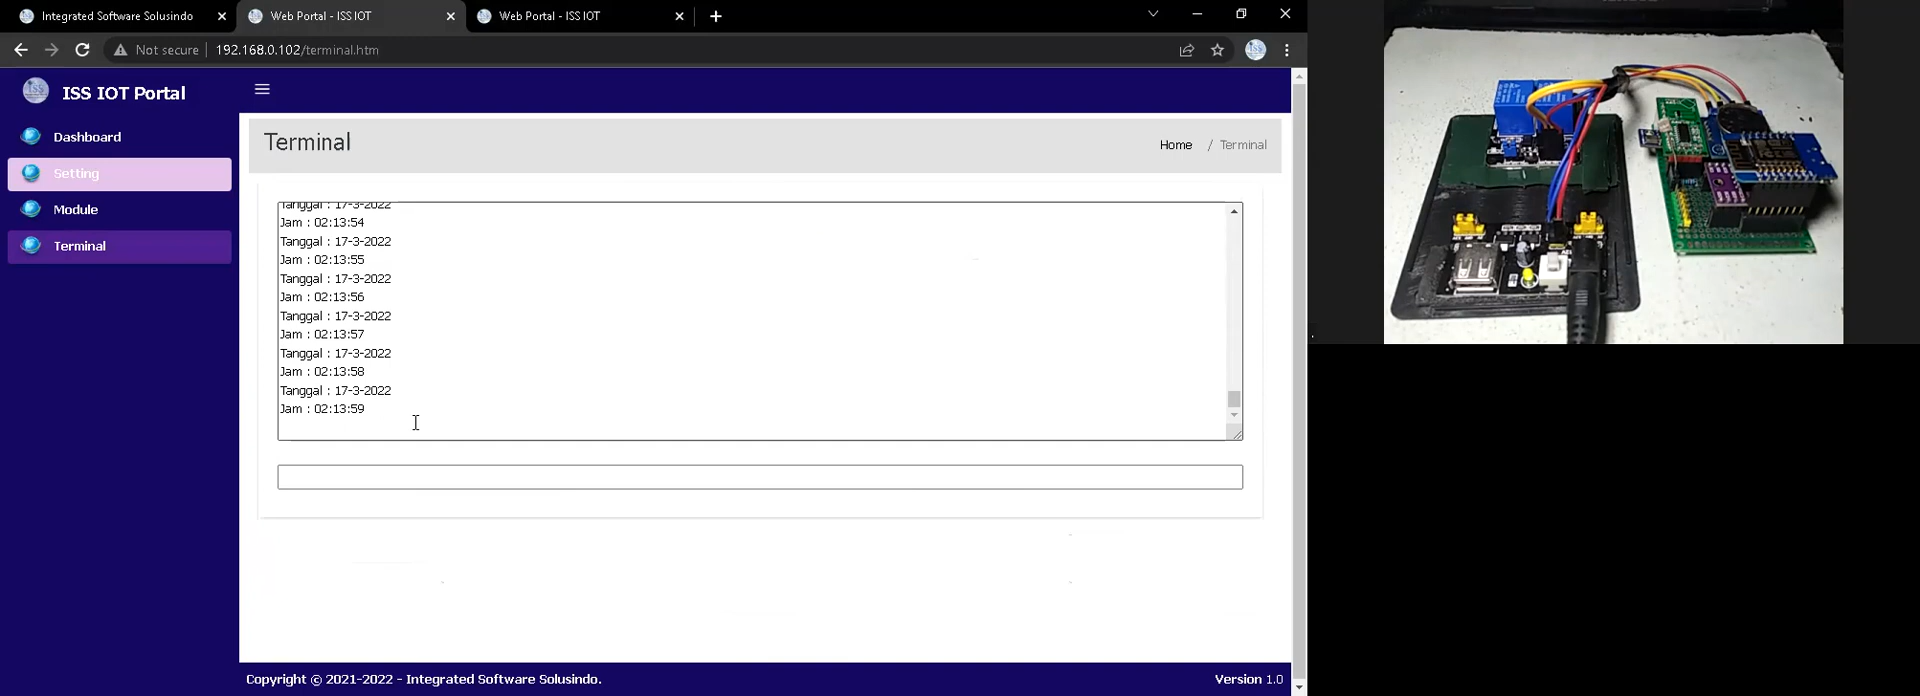 Integrated Software Solusindo
Web Portal - ISS IOT
Web Portal - ISS IOT
Not secure
192.168.0.102/terminal.htm
ISS IOT Portal
Dashboard
Setting
Module
Terminal
Terminal
Home / Terminal
Tanggal : 17-3-2022
Jam : 02:13:54
Tanggal : 17-3-2022
Jam : 02:13:55
Tanggal : 17-3-2022
Jam : 02:13:56
Tanggal : 17-3-2022
Jam : 02:13:57
Tanggal : 17-3-2022
Jam : 02:13:58
Tanggal : 17-3-2022
Jam : 02:13:59
Copyright © 2021-2022 - Integrated Software Solusindo.
Version 1.0